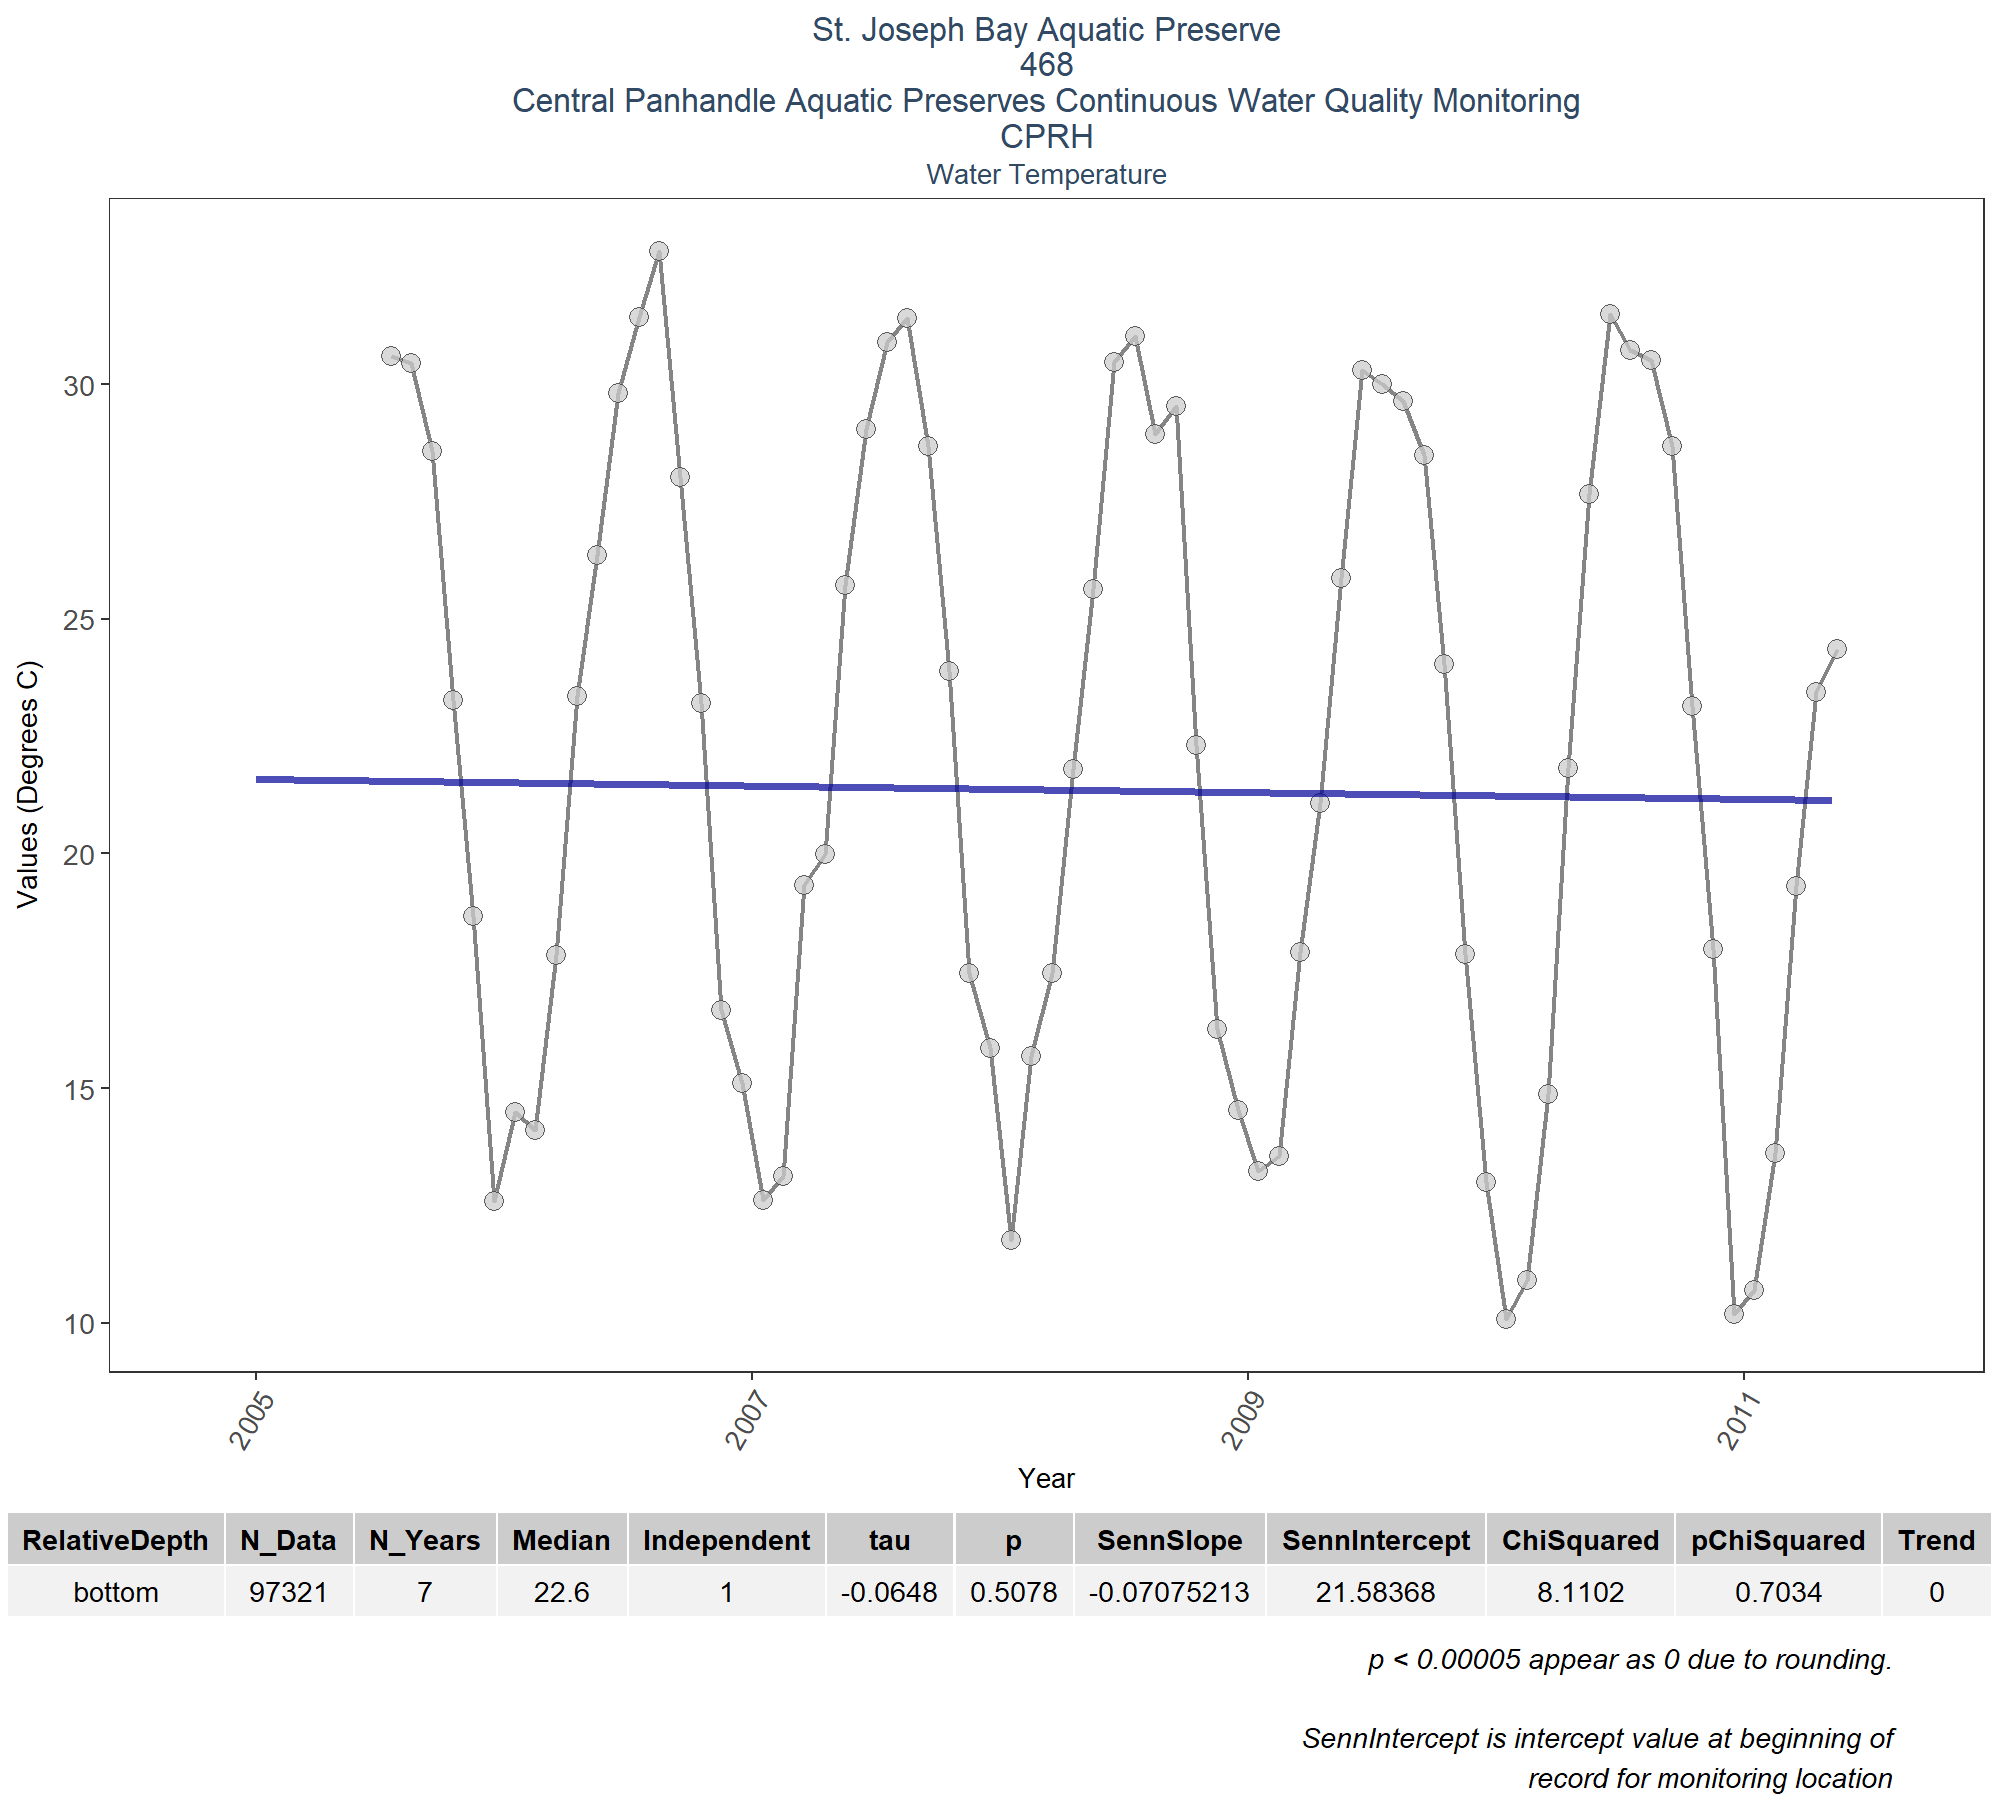 St. Joseph Bay Aquatic Preserve
468
Central Panhandle Aquatic Preserves Continuous Water Quality Monitoring
CPRH
Water Temperature
Values (Degrees C)
30
25
20
15
10
2005
2007
2009
2011
Year
RelativeDepth N_Data N_Years Median Independent tau p SennSlope SennIntercept ChiSquared pChiSquared Trend
bottom 97321 7 22.6 1 -0.0648 0.5078 -0.07075213 21.58368 8.1102 0.7034 0
p < 0.00005 appear as 0 due to rounding.
SennIntercept is intercept value at beginning of
record for monitoring location